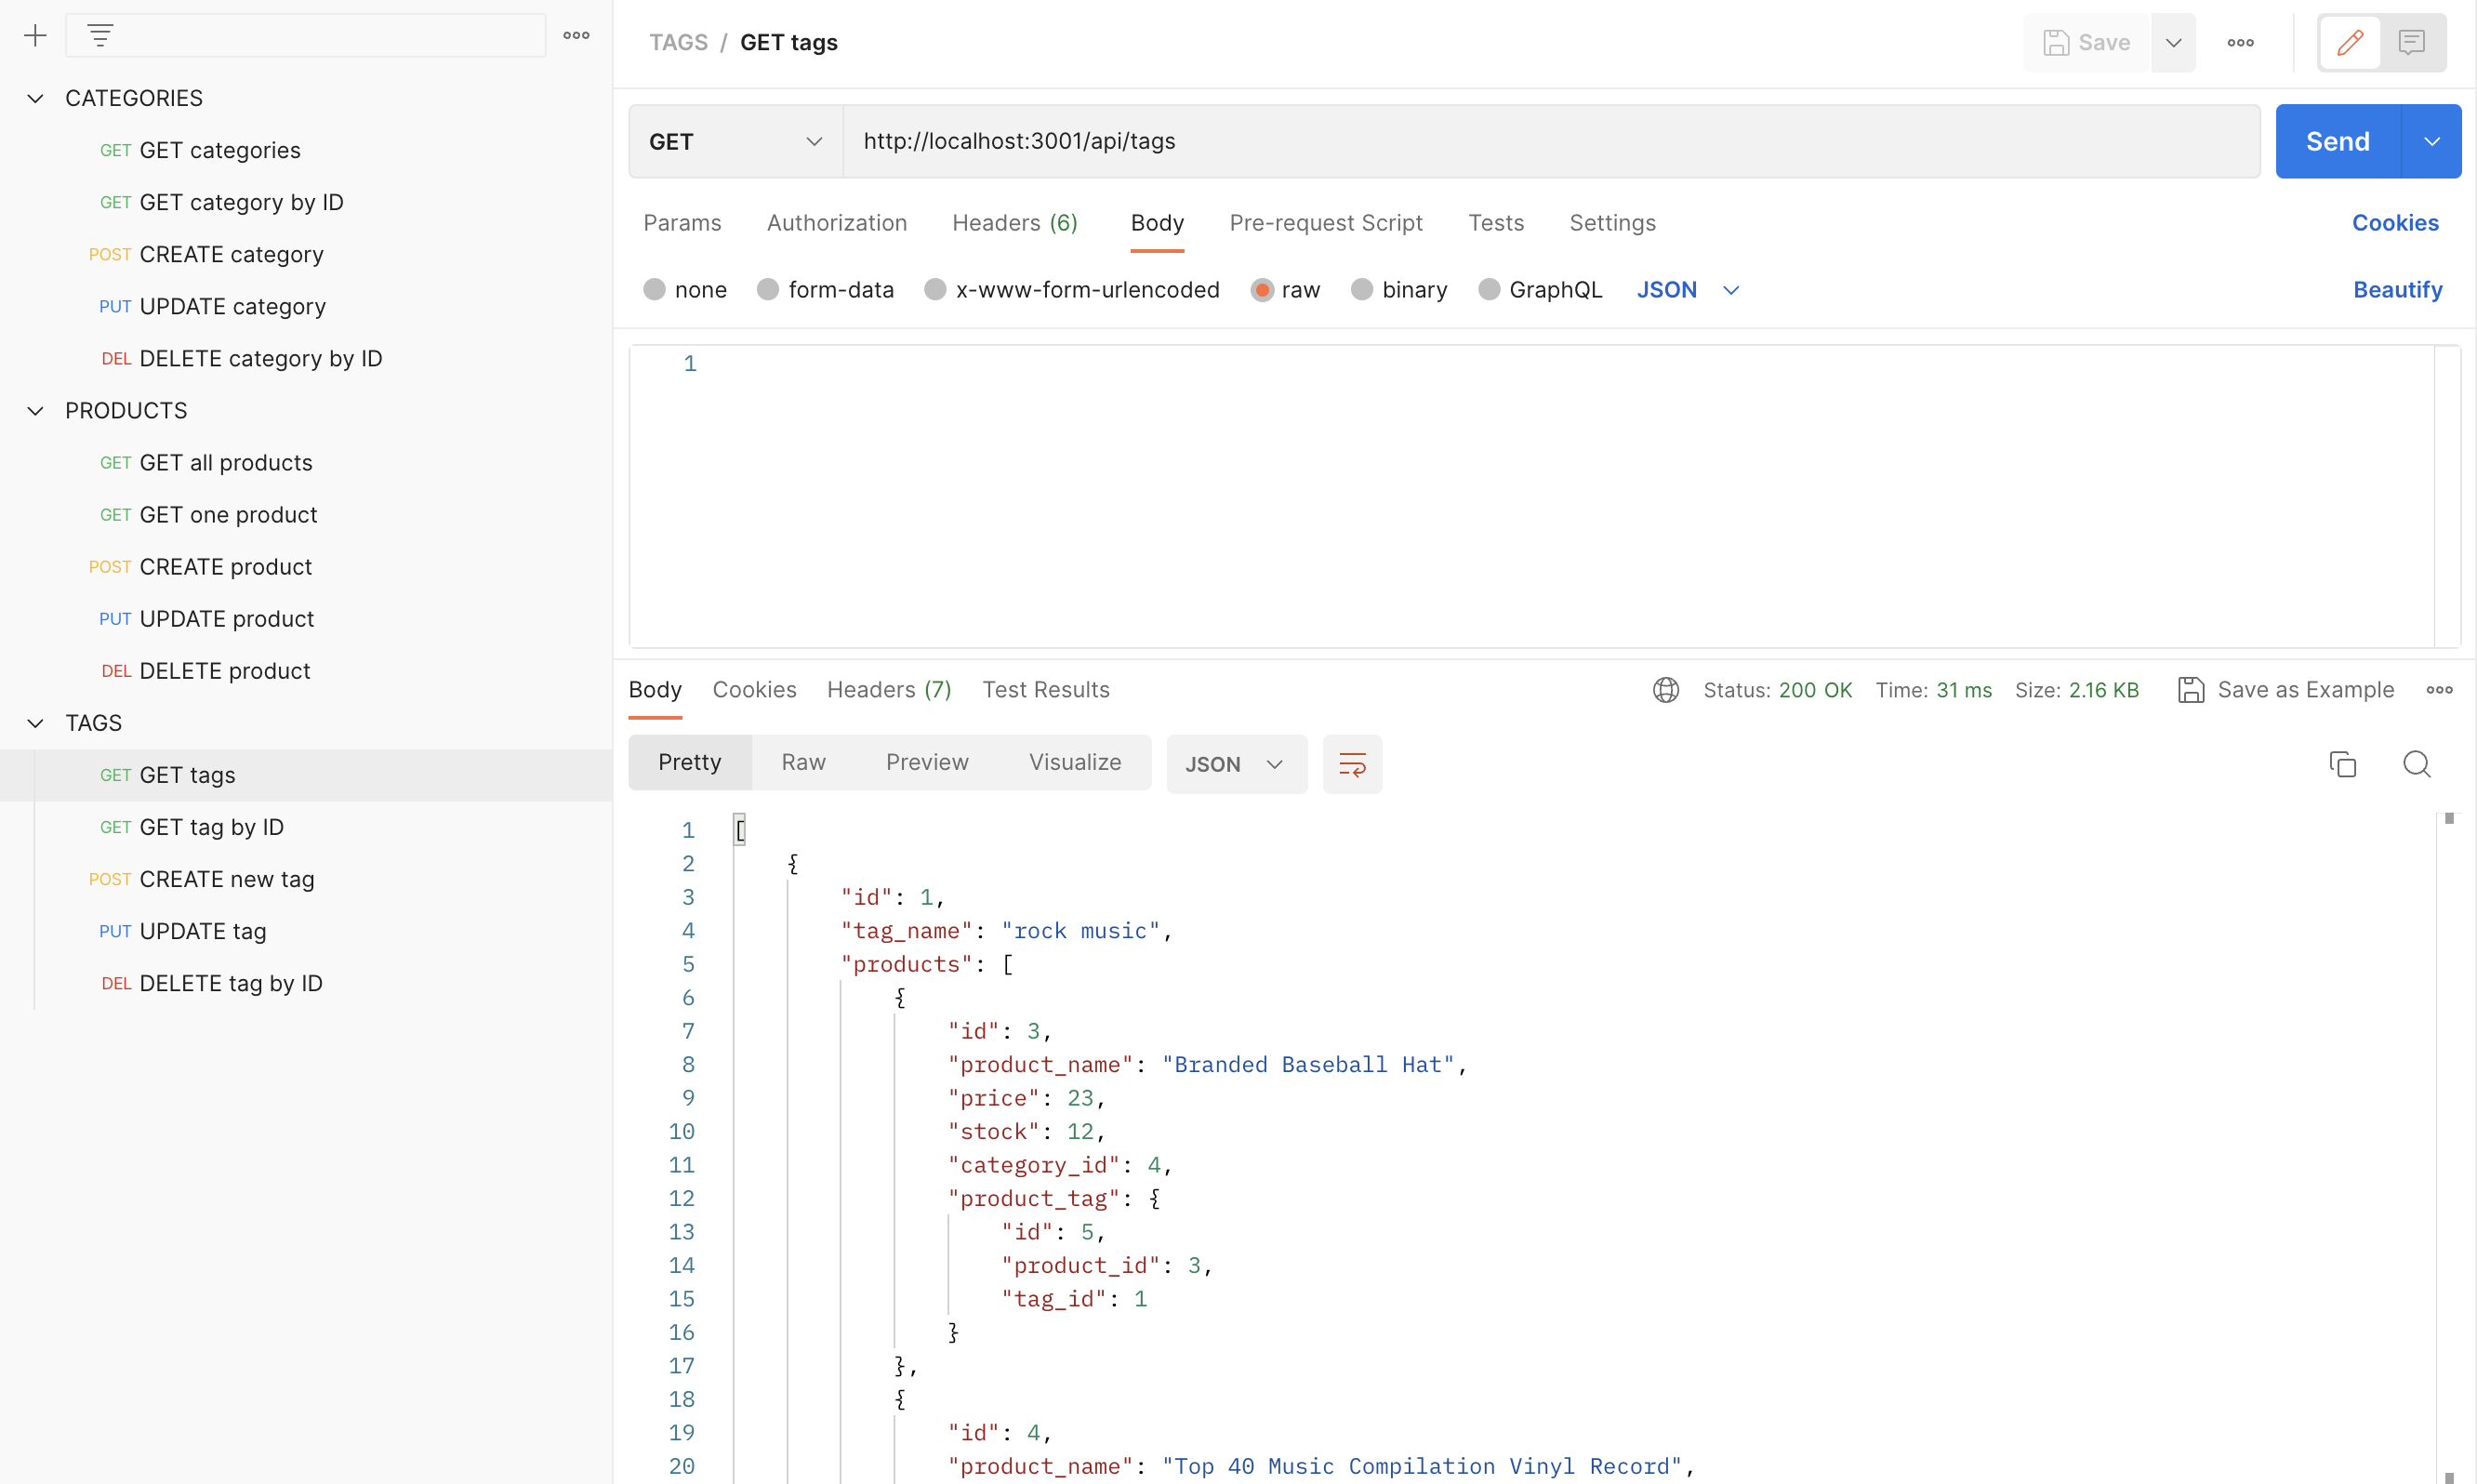 CATEGORIES
GET GET categories
GET GET category by ID
POST CREATE category
PUT UPDATE category
DEL DELETE category by ID
PRODUCTS
GET GET all products
GET GET one product
POST CREATE product
PUT UPDATE product
DEL DELETE product
TAGS
GET GET tags
GET GET tag by ID
POST CREATE new tag
PUT UPDATE tag
DEL DELETE tag by ID
TAGS / GET tags
Save
GET http://localhost:3001/api/tags Send
Params Authorization Headers (6) Body Pre-request Script Tests Settings Cookies
none form-data x-www-form-urlencoded raw binary GraphQL JSON Beautify
1
Body Cookies Headers (7) Test Results Status: 200 OK Time: 31 ms Size: 2.16 KB Save as Example
Pretty Raw Preview Visualize JSON
1 [
2 {
3 "id": 1,
4 "tag_name": "rock music",
5 "products": [
6 {
7 "id": 3,
8 "product_name": "Branded Baseball Hat",
9 "price": 23,
10 "stock": 12,
11 "category_id": 4,
12 "product_tag": {
13 "id": 5,
14 "product_id": 3,
15 "tag_id": 1
16 }
17 },
18 {
19 "id": 4,
20 "product_name": "Top 40 Music Compilation Vinyl Record",